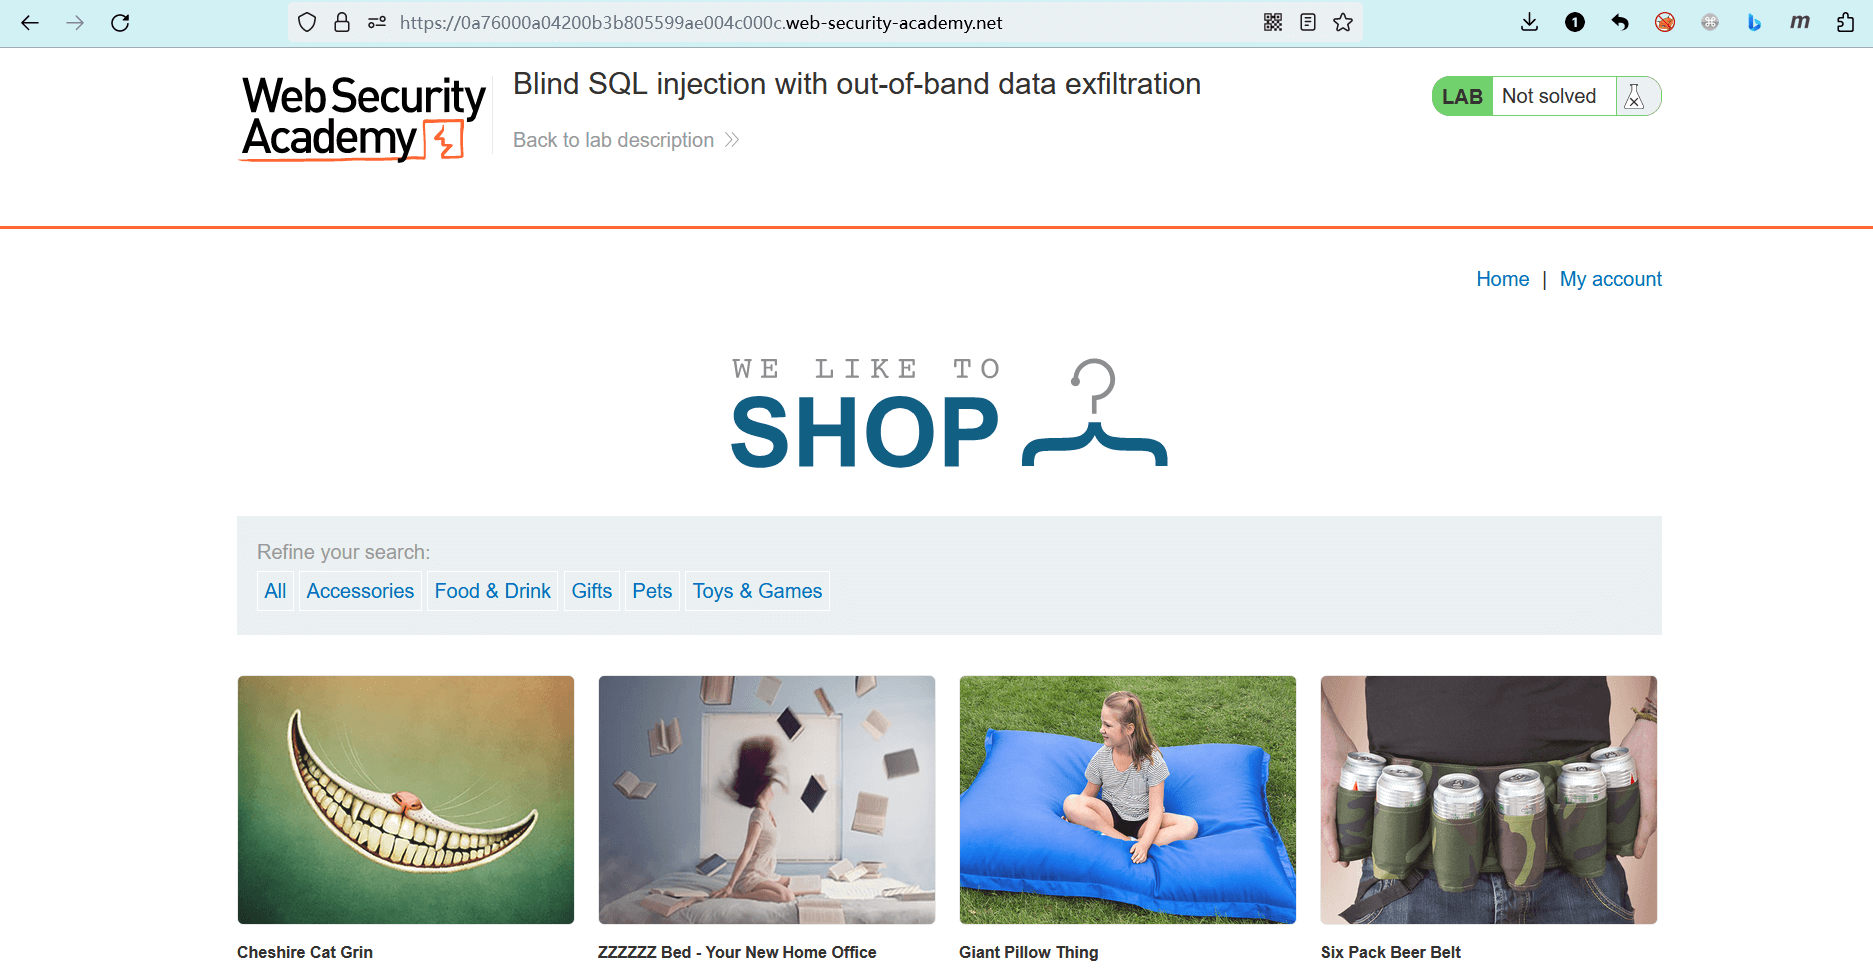 https://0a76000a04200b3b805599ae004c000c.web-security-academy.net
1
m
Web Security
Academy
Blind SQL injection with out-of-band data exfiltration
Back to lab description
LAB Not solved
Home | My account
WE LIKE TO
SHOP
Refine your search:
All Accessories Food & Drink Gifts Pets Toys & Games
Cheshire Cat Grin
ZZZZZZ Bed - Your New Home Office
Giant Pillow Thing
Six Pack Beer Belt